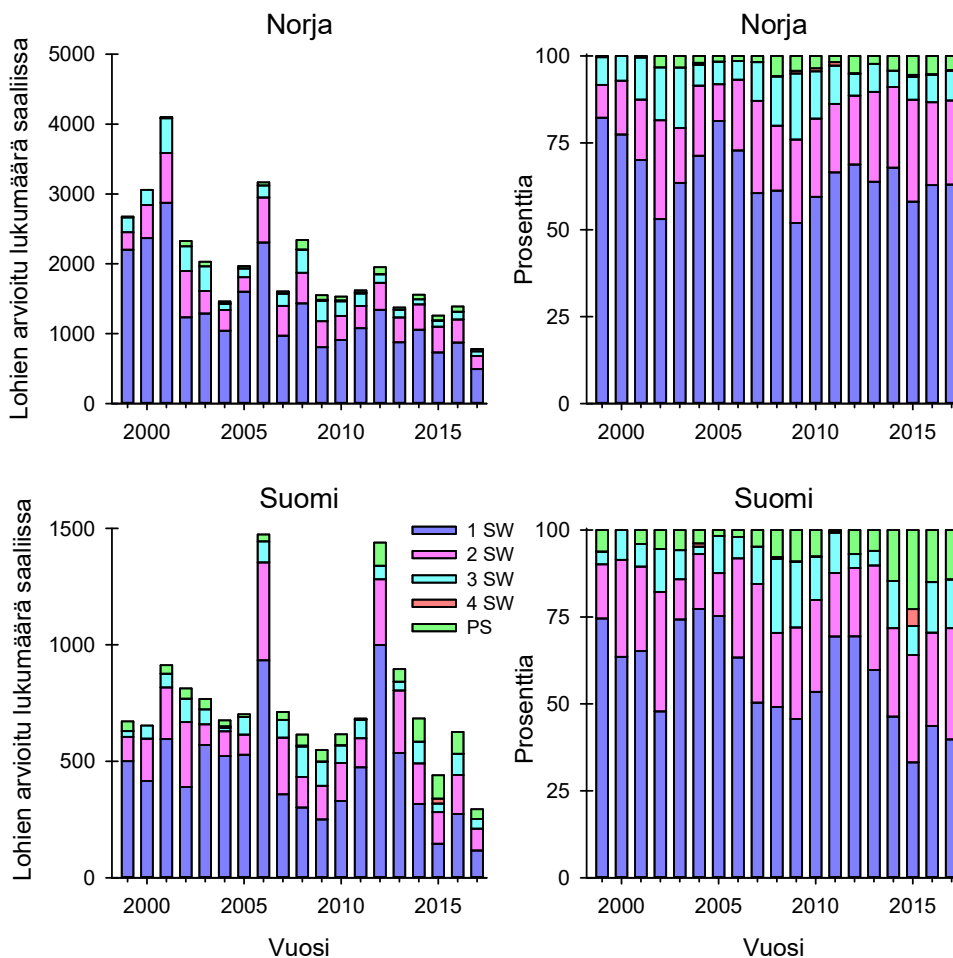 Norja
Lohien arvioitu lukumäärä saaliissa
5000
4000
3000
2000
1000
0
2000 2005 2010 2015
Norja
Prosenttia
100
75
50
25
0
2000 2005 2010 2015
Suomi
Lohien arvioitu lukumäärä saaliissa
1500
1000
500
0
1 SW
2 SW
3 SW
4 SW
PS
2000 2005 2010 2015
Vuosi
Suomi
Prosenttia
100
75
50
25
0
2000 2005 2010 2015
Vuosi